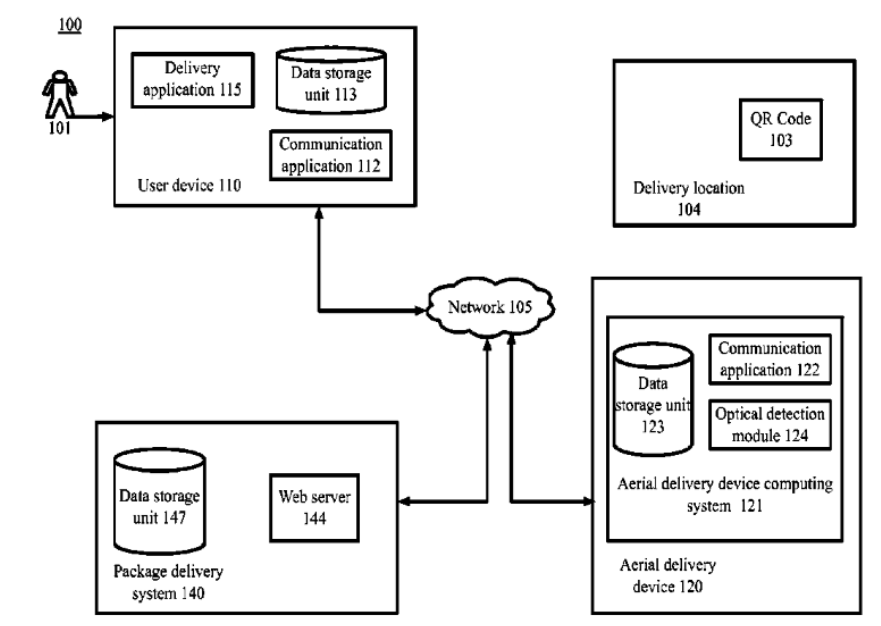 100
101
Delivery
application 115
Data storage
unit 113
Communication
application 112
User device 110
QR Code
103
Delivery location
104
Network 105
Data storage
unit 147
Web server
144
Package delivery
system 140
Data
storage unit
123
Communication
application 122
Optical detection
module 124
Aerial delivery device computing
system 121
Aerial delivery
device 120